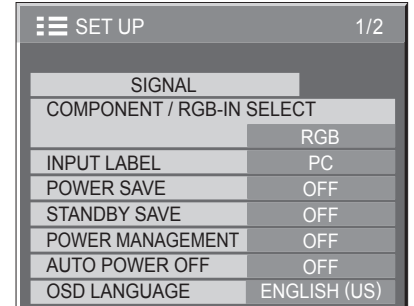 SET UP 1/2
SIGNAL
COMPONENT / RGB-IN SELECT
RGB
INPUT LABEL PC
POWER SAVE OFF
STANDBY SAVE OFF
POWER MANAGEMENT OFF
AUTO POWER OFF OFF
OSD LANGUAGE ENGLISH (US)